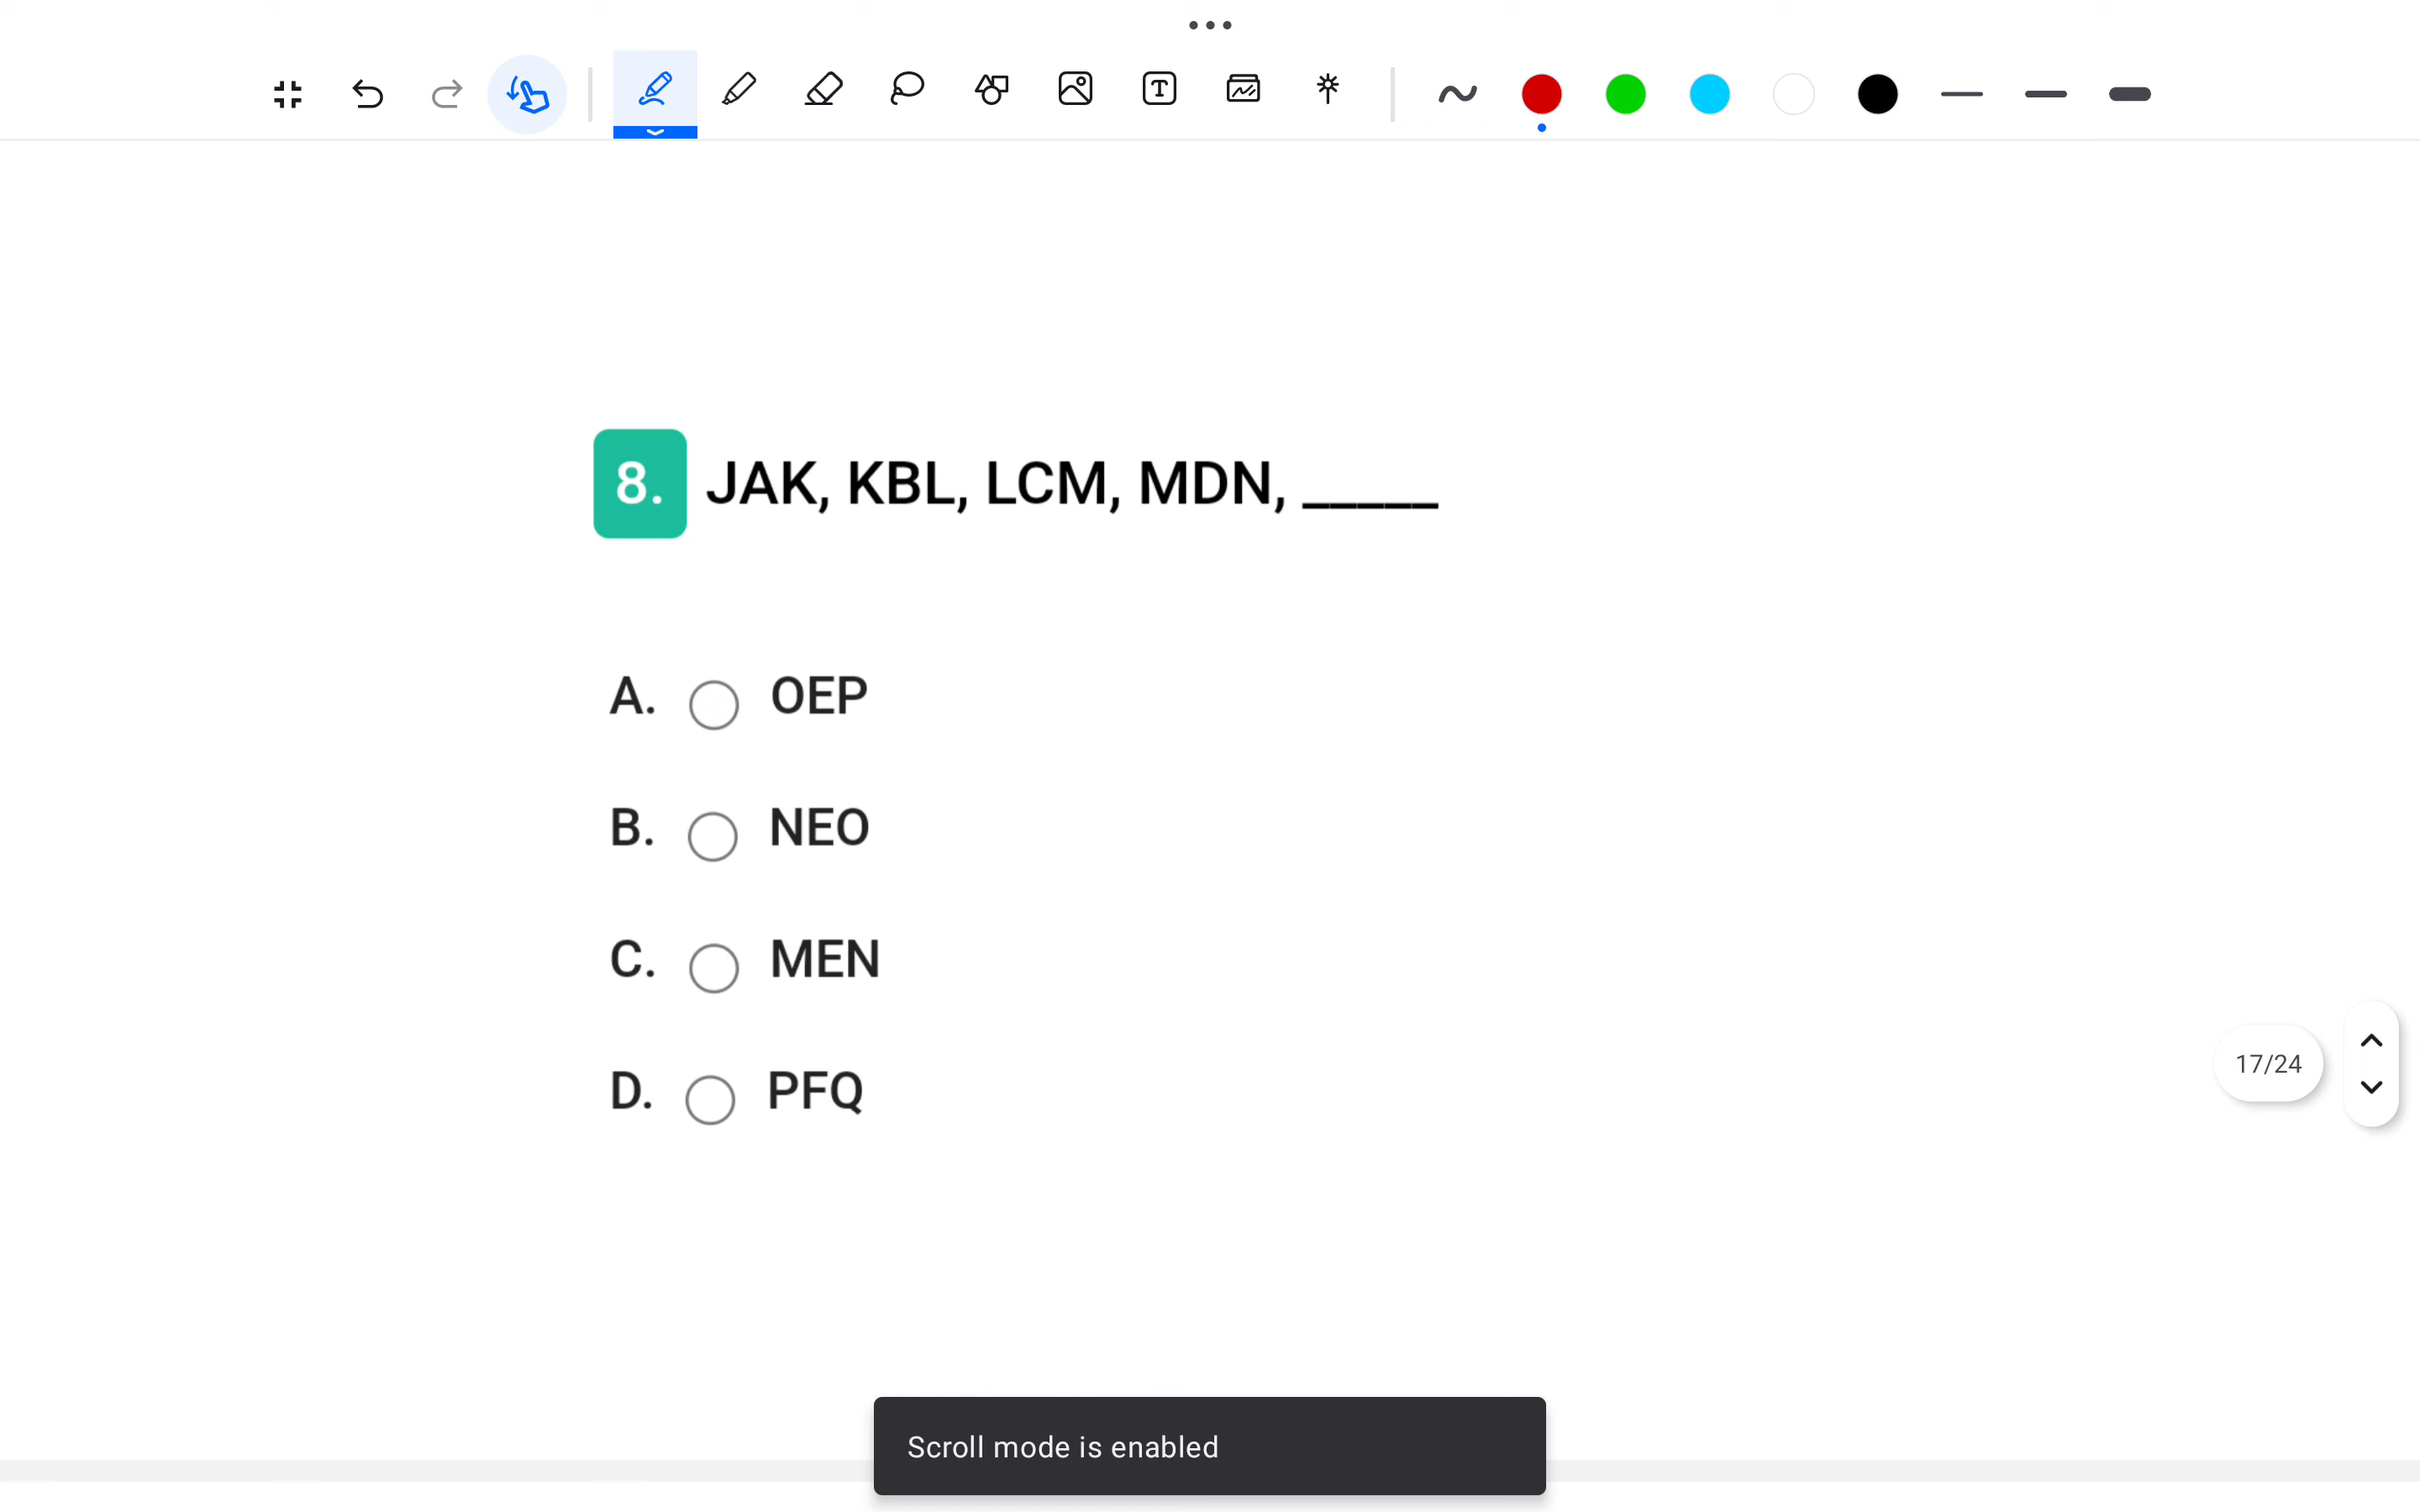 8. JAK, KBL, LCM, MDN, _____
A. OEP
B. NEO
C. MEN
D. PFQ
17/24
Scroll mode is enabled